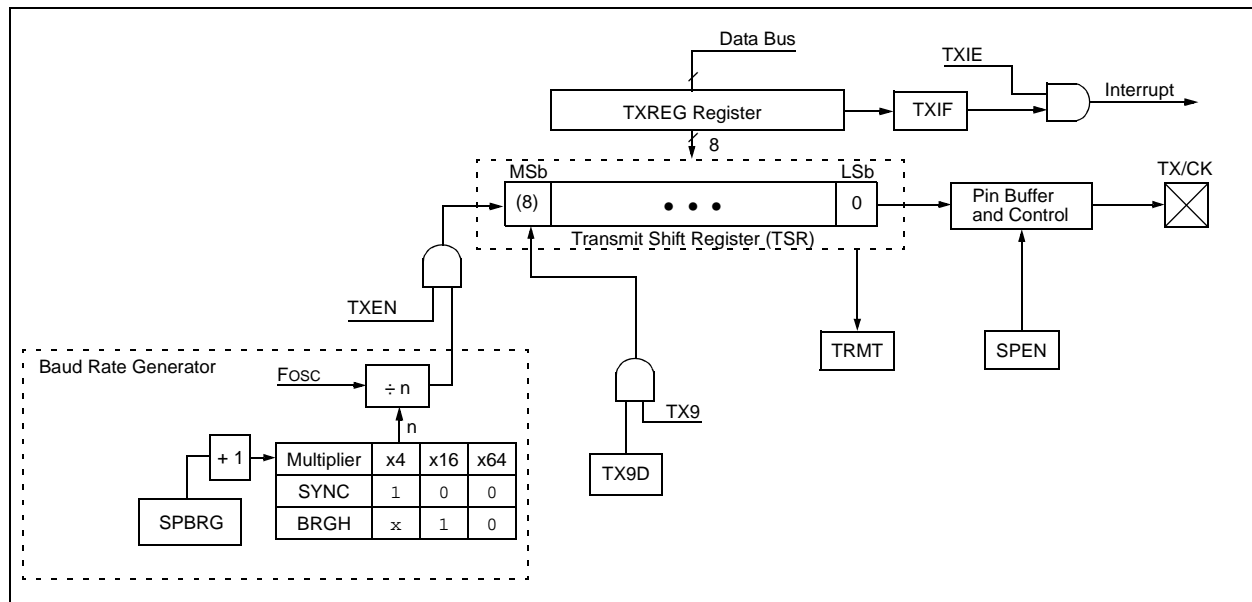 Data Bus
TXIE
Interrupt
TXREG Register
TXIF
8
MSb
LSb
TX/CK
(8)
• • •
0
Pin Buffer
and Control
Transmit Shift Register (TSR)
TXEN
TRMT
SPEN
Baud Rate Generator
FOSC
÷ n
TX9
n
+ 1
Multiplier x4 x16 x64
TX9D
SYNC 1 0 0
SPBRG
BRGH x 1 0